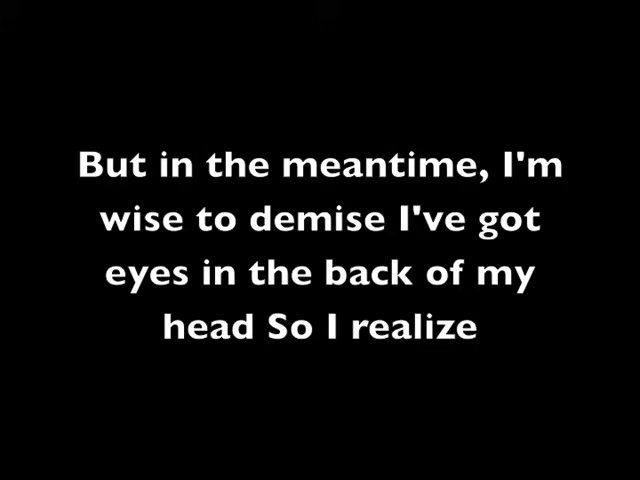 But in the meantime, I'm
wise to demise I've got
eyes in the back of my
head So I realize